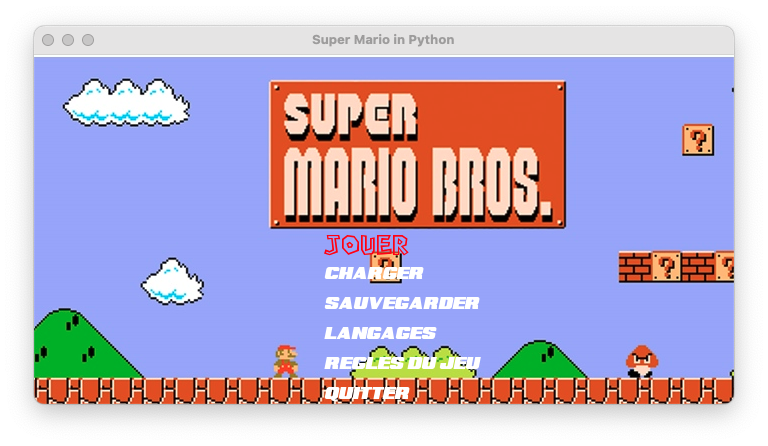 Super Mario in Python
SUPER
MARIO BROS.
?
JOUER
?
CHARGER
? ?
SAUVEGARDER
LANGAGES
REGLES DU JEU
QUITTER